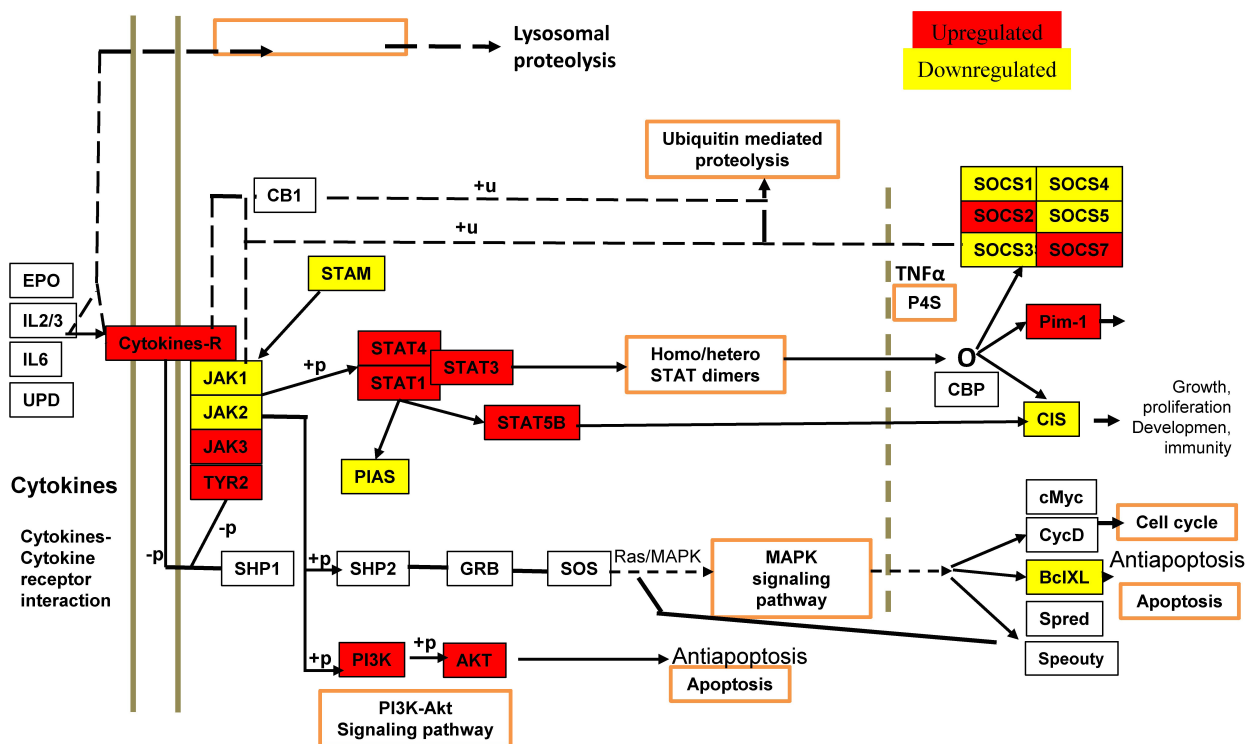 Lysosomal
proteolysis
Upregulated
Downregulated
Ubiquitin mediated
proteolysis
CB1
+u
+u
SOCS1
SOCS4
SOCS2
SOCS5
SOCS3
SOCS7
EPO
IL2/3
IL6
UPD
STAM
TNFα
P4S
Cytokines-R
JAK1
JAK2
JAK3
TYR2
+p
STAT4
STAT1
STAT3
STAT5B
PIAS
Homo/hetero
STAT dimers
O
CBP
Pim-1
CIS
Growth,
proliferation
Developmen,
immunity
Cytokines
Cytokines-
Cytokine
receptor
interaction
-p
-p
SHP1
+p
SHP2
GRB
SOS
Ras/MAPK
MAPK
signaling
pathway
cMyc
CycD
Cell cycle
BclXL
Antiapoptosis
Apoptosis
Spred
Speouty
+p
PI3K
+p
AKT
Antiapoptosis
Apoptosis
PI3K-Akt
Signaling pathway